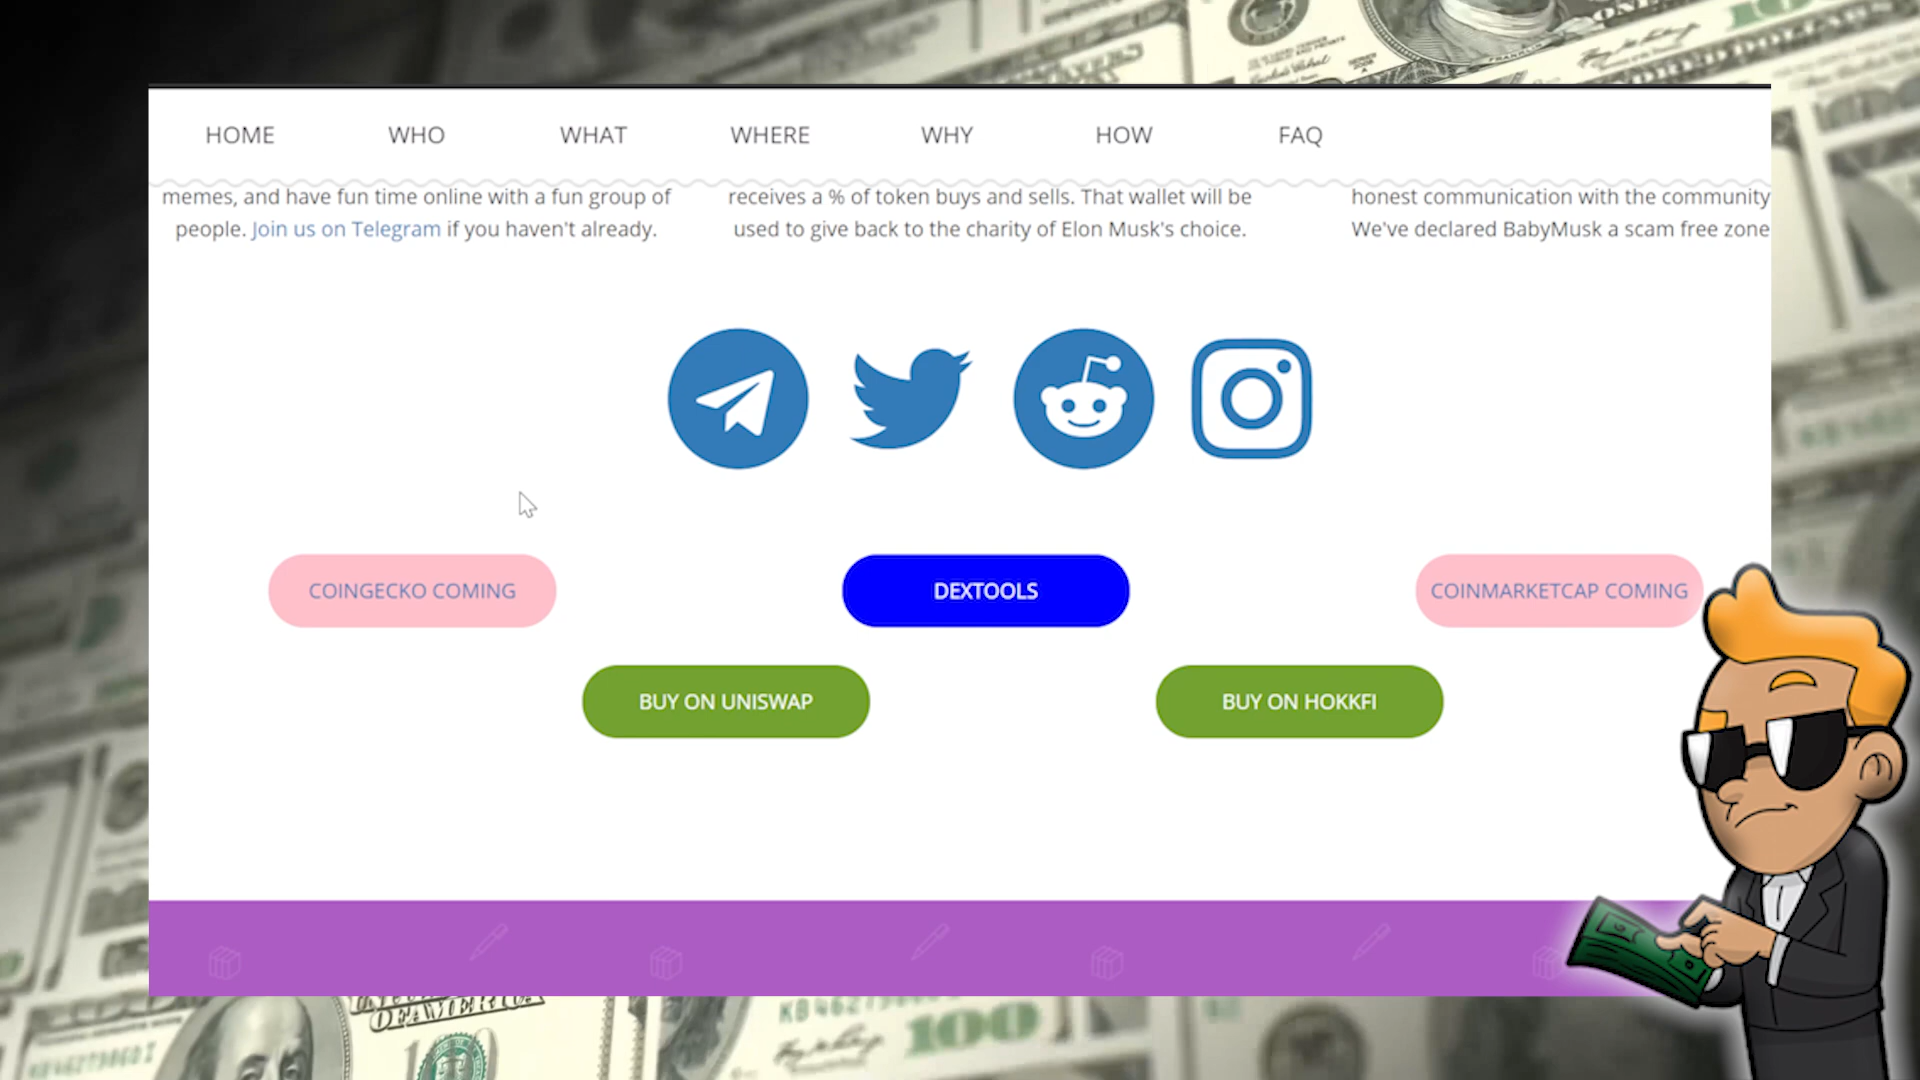 HOME WHO WHAT WHERE WHY HOW FAQ
memes, and have fun time online with a fun group of
people. Join us on Telegram if you haven't already.
receives a % of token buys and sells. That wallet will be
used to give back to the charity of Elon Musk's choice.
honest communication with the community
We've declared BabyMusk a scam free zone
COINGECKO COMING
DEXTOOLS
COINMARKETCAP COMING
BUY ON UNISWAP
BUY ON HOKKFI
OF AMERICA
100